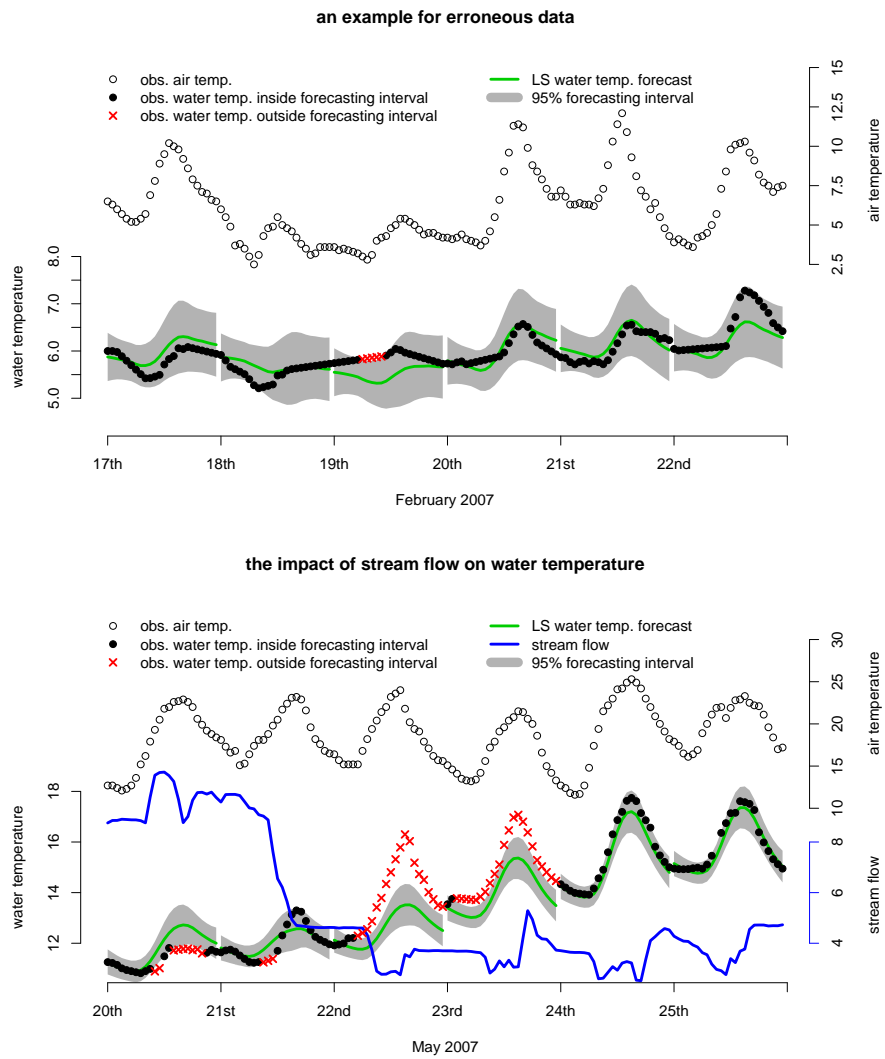 an example for erroneous data
obs. air temp.
obs. water temp. inside forecasting interval
obs. water temp. outside forecasting interval
LS water temp. forecast
95% forecasting interval
15
12.5
10
7.5
5
2.5
air temperature
8.0
7.0
6.0
5.0
water temperature
17th
18th
19th
20th
21st
22nd
February 2007
the impact of stream flow on water temperature
obs. air temp.
obs. water temp. inside forecasting interval
obs. water temp. outside forecasting interval
LS water temp. forecast
stream flow
95% forecasting interval
30
25
20
15
10
air temperature
18
16
14
12
water temperature
8
6
4
stream flow
20th
21st
22nd
23rd
24th
25th
May 2007